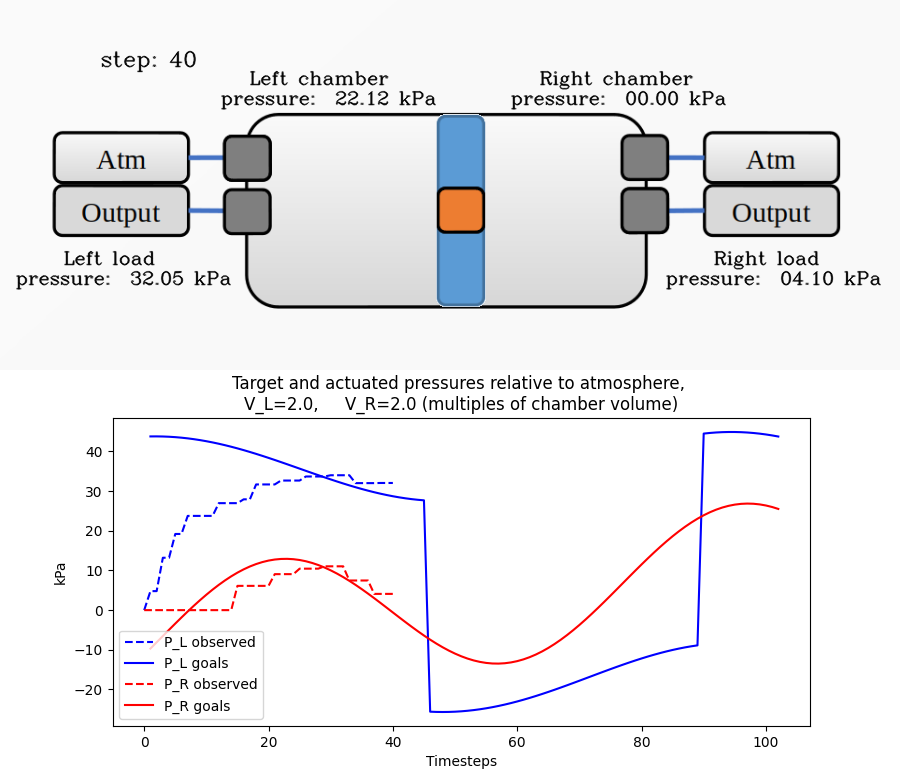 step: 40
Left chamber
pressure: 22.12 kPa
Right chamber
pressure: 00.00 kPa
Atm
Output
Atm
Output
Left load
pressure: 32.05 kPa
Right load
pressure: 04.10 kPa
Target and actuated pressures relative to atmosphere,
V_L=2.0, V_R=2.0 (multiples of chamber volume)
kPa
40
30
20
10
0
−10
−20
P_L observed
P_L goals
P_R observed
P_R goals
0 20 40 60 80 100
Timesteps